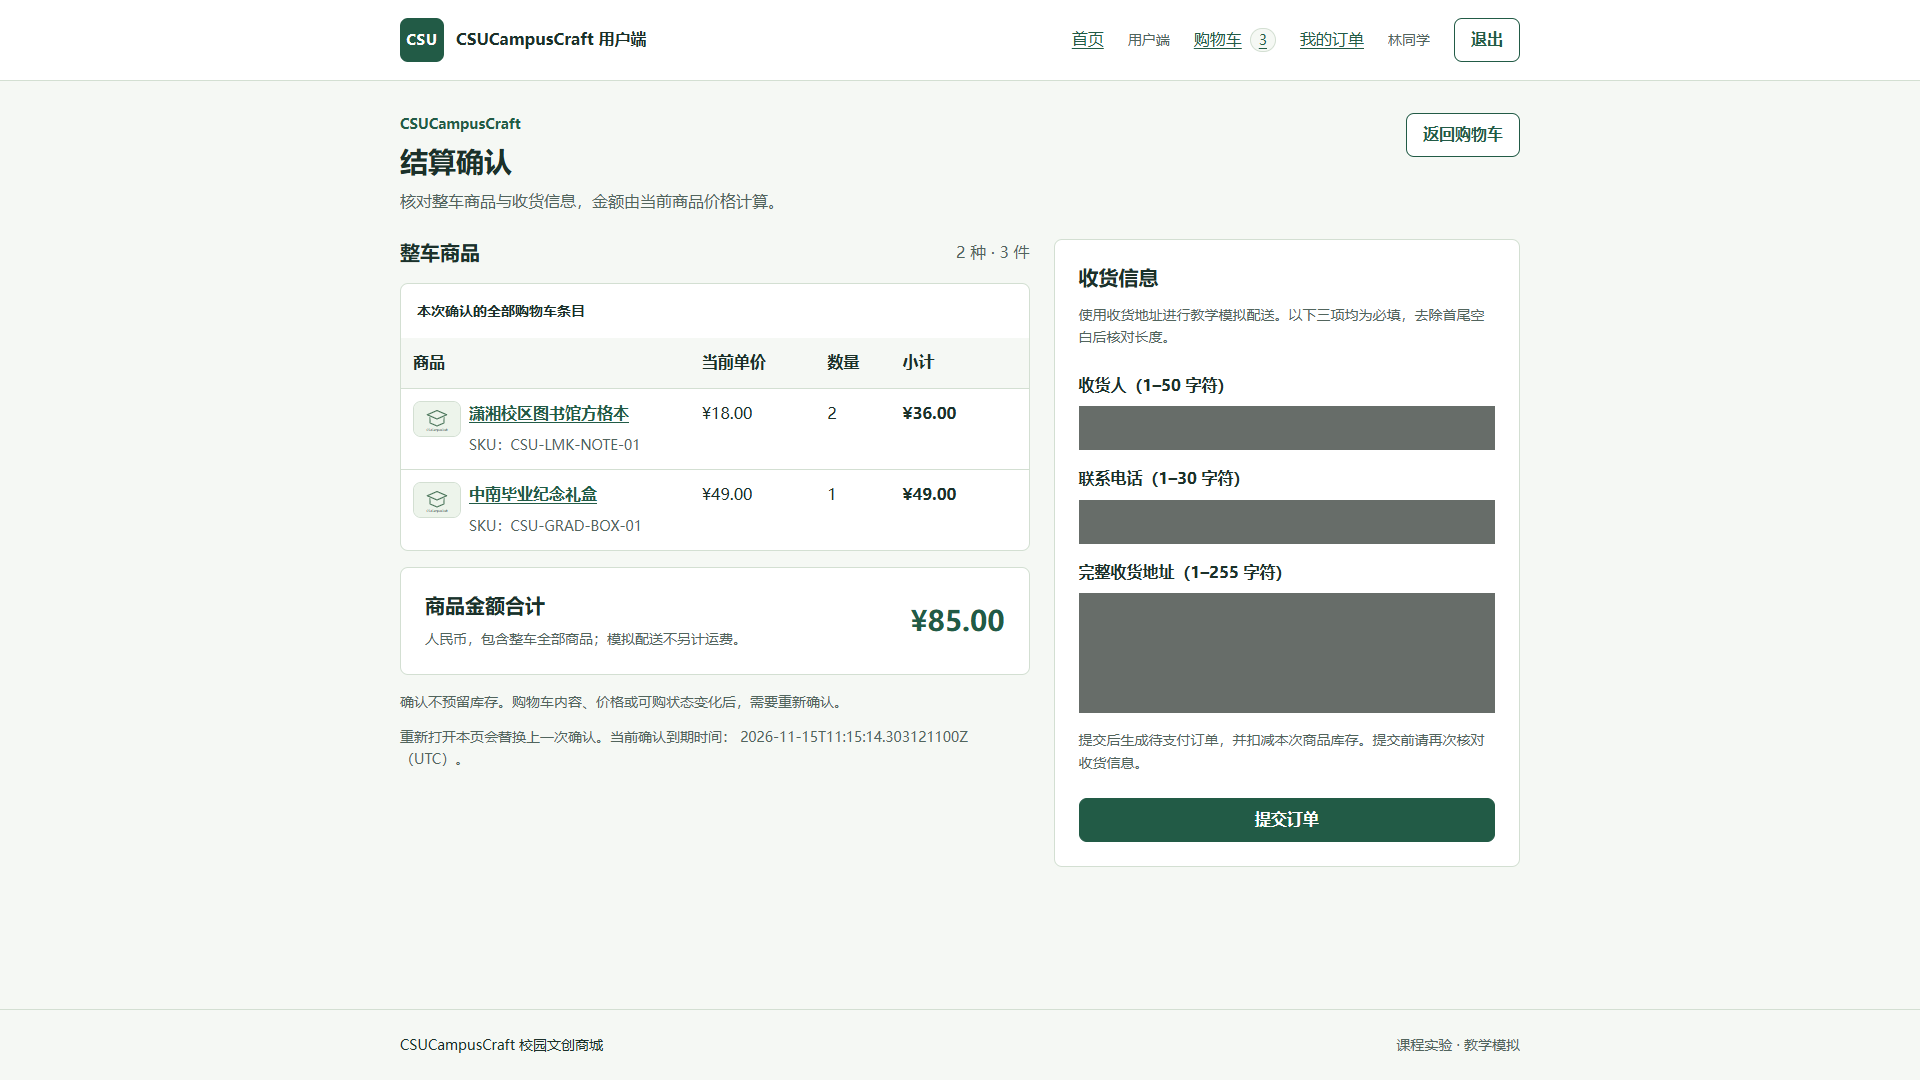 CSU CSUCampusCraft 用户端
首页 用户端 购物车 3 我的订单 林同学 退出
CSUCampusCraft
结算确认
核对整车商品与收货信息，金额由当前商品价格计算。
返回购物车
整车商品 2 种 · 3 件
本次确认的全部购物车条目
商品 当前单价 数量 小计
潇湘校区图书馆方格本 ¥18.00 2 ¥36.00
SKU：CSU-LMK-NOTE-01
中南毕业纪念礼盒 ¥49.00 1 ¥49.00
SKU：CSU-GRAD-BOX-01
商品金额合计
人民币，包含整车全部商品；模拟配送不另计运费。
¥85.00
确认不预留库存。购物车内容、价格或可购状态变化后，需要重新确认。
重新打开本页会替换上一次确认。当前确认到期时间： 2026-11-15T11:15:14.303121100Z
（UTC）。
收货信息
使用收货地址进行教学模拟配送。以下三项均为必填，去除首尾空
白后核对长度。
收货人（1–50 字符）
联系电话（1–30 字符）
完整收货地址（1–255 字符）
提交后生成待支付订单，并扣减本次商品库存。提交前请再次核对
收货信息。
提交订单
CSUCampusCraft 校园文创商城
课程实验 · 教学模拟